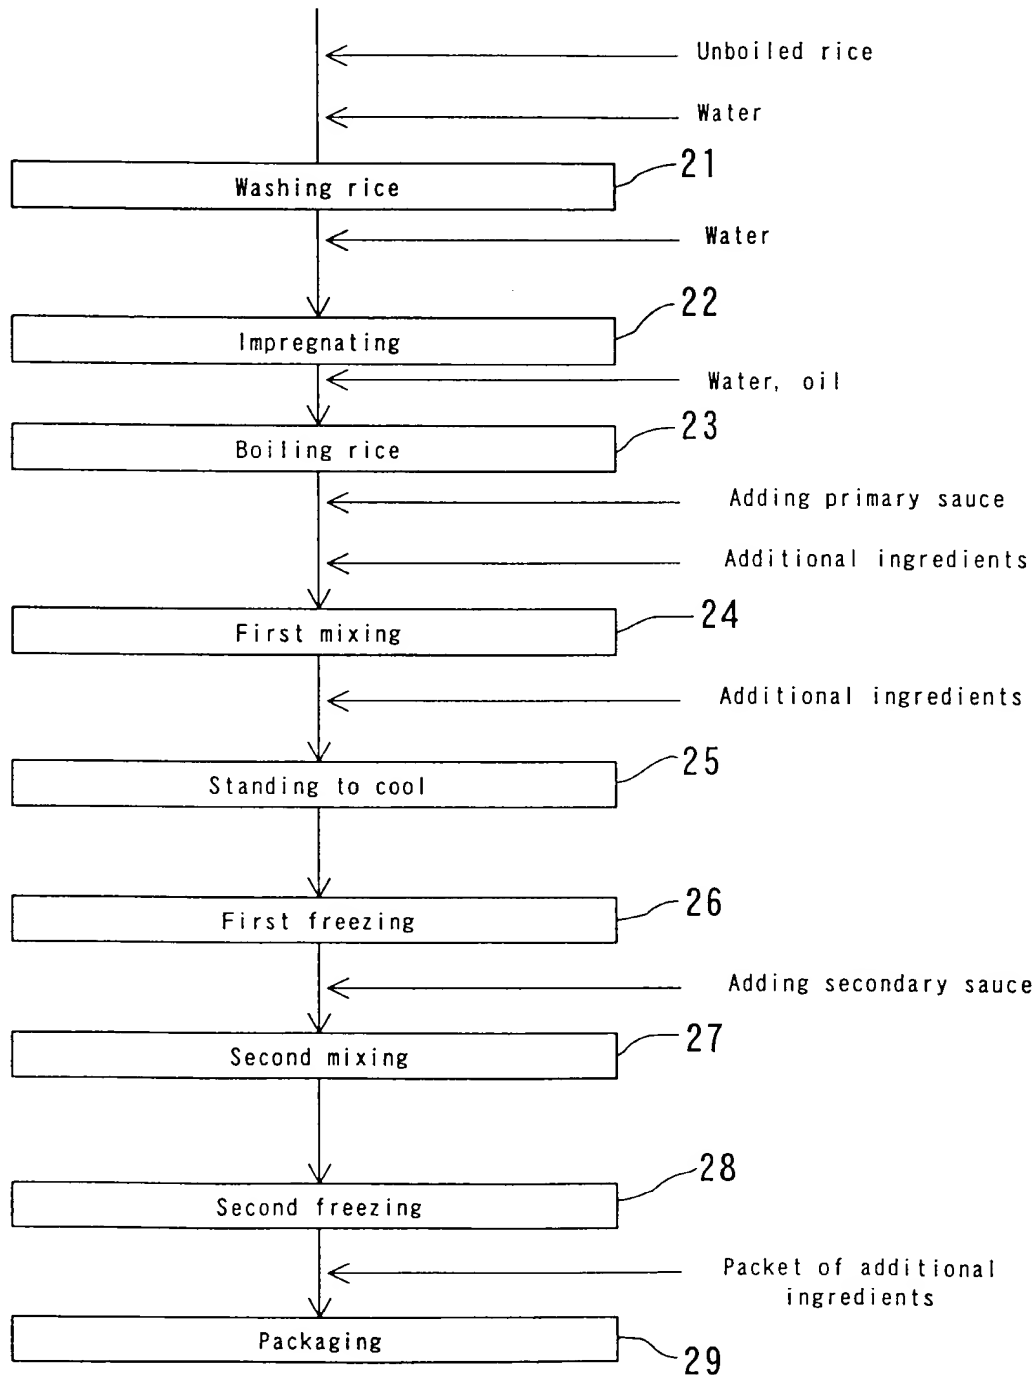 Unboiled rice
Water
21
Washing rice
Water
22
Impregnating
Water, oil
23
Boiling rice
Adding primary sauce
Additional ingredients
24
First mixing
Additional ingredients
25
Standing to cool
26
First freezing
Adding secondary sauce
27
Second mixing
28
Second freezing
Packet of additional
ingredients
Packaging
29